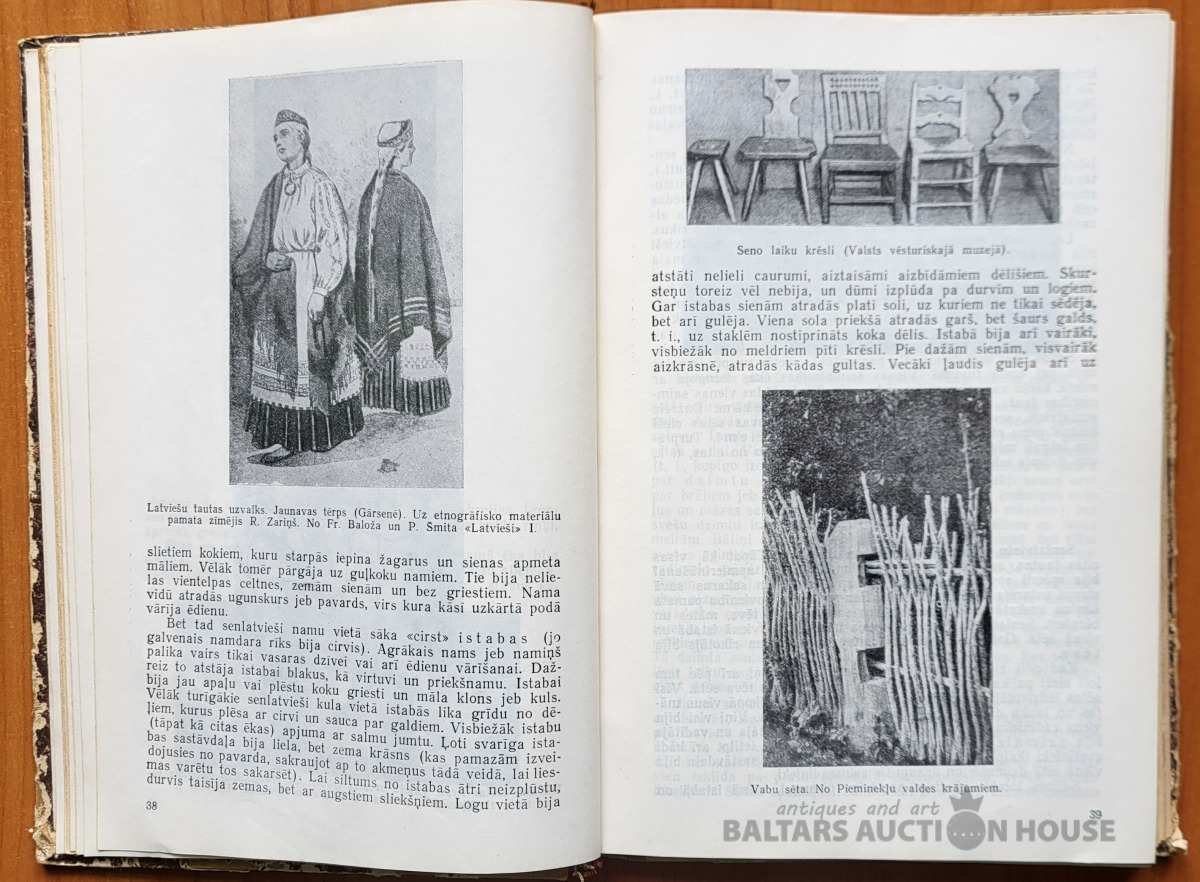 Latviešu tautas uzvalks. Jaunavas tērps (Gārsenē). Uz etnogrāfisko materiālu
pamata zīmējis R. Zariņš. No Fr. Baloža un P. Smita «Latvieši» I.
slietiem kokiem, kuru starpās iepina žagarus un sienas apmeta
māliem. Vēlāk tomēr pārgāja uz guļkoku namiem. Tie bija nelie-
las vientelpas celtnes, zemām sienām un bez griestiem. Nama
vidū atradās ugunskurs jeb pavards, virs kura kāsī uzkārtā podā
vārīja ēdienu.
Bet tad senlatvieši namu vietā sāka «cirst» istabas (jo
galvenais namdara rīks bija cirvis). Agrākais nams jeb namiņš
palika vairs tikai vasaras dzīvei vai arī ēdienu vārīšanai. Daž-
reiz to atstāja istabai blakus, kā virtuvi un priekšnamu. Istabai
bija jau apaļu vai plēstu koku griesti un māla klons jeb kuls.
Vēlāk turīgākie senlatvieši kula vietā istabās lika grīdu no dē-
ļiem, kurus plēsa ar cirvi un sauca par galdiem. Visbiežāk istabu
(tāpat kā citas ēkas) apjuma ar salmu jumtu. Ļoti svarīga ista-
bas sastāvdaļa bija liela, bet zema krāsns (kas pamazām izvei-
dojusies no pavarda, sakraujot ap to akmeņus tādā veidā, lai lies-
mas varētu tos sakarsēt). Lai siltums no istabas ātri neizplūstu,
durvis taisīja zemas, bet ar augstiem sliekšņiem. Logu vietā bija
38
Seno laiku krēsli (Valsts vēsturiskajā muzejā).
atstāti nelieli caurumi, aiztaisāmi aizbīdāmiem dēlīšiem. Skur-
steņu toreiz vēl nebija, un dūmi izplūda pa durvīm un logiem.
Gar istabas sienām atradās plati soli, uz kuriem ne tikai sēdēja,
bet arī gulēja. Viena sola priekšā atradās garš, bet šaurs galds,
t. i., uz staklēm nostiprināts koka dēlis. Istabā bija arī vairāki,
visbiežāk no meldriem pīti krēsli. Pie dažām sienām, visvairāk
aizkrāsnē, atradās kādas gultas. Vecāki ļaudis gulēja arī uz
Vabu sēta. No Pieminekļu valdes krājumiem.
antiques and art
BALTARS AUCTION HOUSE